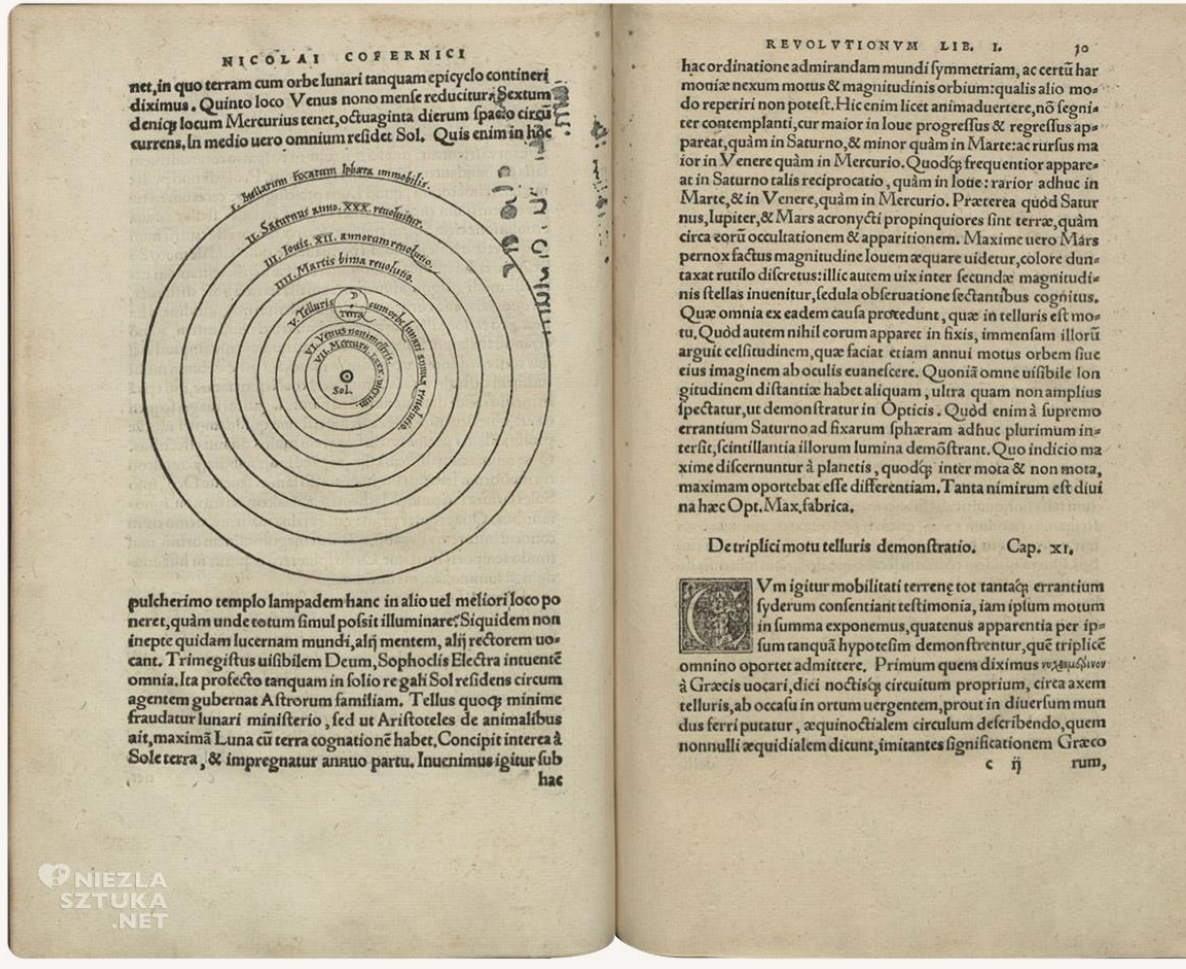 NICOLAI COPERNICI
net, in quo terram cum orbe lunari tanquam epicyclo contineri
diximus. Quinto loco Venus nono mense reducitur. Sextum
deniqꝫ locum Mercurius tenet, octuaginta dierum spacio circū
currens, In medio uero omnium residet Sol. Quis enim in hoc
I. Stellarum Fixarum sphæra immobilis.
II. Saturnus anno. XXX. reuoluitur.
III. Iouis. XII. annorum reuolutio.
IIII. Martis bima reuolutio.
V. Telluris
cum orbe lunari annua reuolutio.
Terra
VI. Venus nonimestris.
VII. Mercurij LXXX. dierum.
Sol.
pulcherimo templo lampadem hanc in alio uel meliori loco po
neret, quàm unde totum simul possit illuminare? Siquidem non
inepte quidam lucernam mundi, alij mentem, alij rectorem uo-
cant. Trimegistus uisibilem Deum, Sophoclis Electra intuentē
omnia. Ita profecto tanquam in solio regali Sol residens circum
agentem gubernat Astrorum familiam. Tellus quoqꝫ minime
fraudatur lunari ministerio, sed ut Aristoteles de animalibus
ait, maximā Luna cū terra cognationē habet, Concipit interea à
Sole terra, & impregnatur annuo partu. Inuenimus igitur sub
hac
REVOLVTIONVM LIB. I. 10
hac ordinatione admirandam mundi symmetriam, ac certū har
moniæ nexum motus & magnitudinis orbium: qualis alio mo-
do reperiri non potest. Hic enim licet animaduertere, nō segni-
ter contemplanti, cur maior in Ioue progressus & regressus ap-
pareat, quàm in Saturno, & minor quàm in Marte: ac rursus ma
ior in Venere quàm in Mercurio. Quodqꝫ frequentior appare-
at in Saturno talis reciprocatio, quàm in Ioue: rarior adhuc in
Marte, & in Venere, quàm in Mercurio. Præterea quòd Satur
nus, Iupiter, & Mars acronycti propinquiores sint terræ, quàm
circa eorū occultationem & apparitionem. Maxime uero Mars
pernox factus magnitudine Iouem æquare uidetur, colore dun-
taxat rutilo discretus: illic autem uix inter secundæ magnitudi-
nis stellas inuenitur, sedula obseruatione sectantibus cognitus.
Quæ omnia ex eadem causa procedunt, quæ in telluris est mo-
tu. Quòd autem nihil eorum apparet in fixis, immensam illorū
arguit celsitudinem, quæ faciat etiam annui motus orbem siue
eius imaginem ab oculis euanescere. Quoniā omne uisibile lon
gitudinem distantiæ habet aliquam, ultra quam non amplius
spectatur, ut demonstratur in Opticis. Quòd enim à supremo
errantium Saturno ad fixarum sphæram adhuc plurimum in-
tersit, scintillantia illorum lumina demōstrant. Quo indicio ma
xime discernuntur à planetis, quodqꝫ inter mota & non mota,
maximam oportebat esse differentiam. Tanta nimirum est diui
na hæc Opt. Max. fabrica.
De triplici motu telluris demonstratio. Cap. XI.
CVm igitur mobilitati terrenę tot tantaqꝫ errantium
syderum consentiant testimonia, iam ipsum motum
in summa exponemus, quatenus apparentia per ip-
sum tanquā hypotesim demonstrentur, quē triplicē
omnino oportet admittere. Primum quem diximus νυχθημέρινον
à Græcis uocari, diei noctisqꝫ circuitum proprium, circa axem
telluris, ab occasu in ortum uergentem, prout in diuersum mun
dus ferri putatur, æquinoctialem circulum describendo, quem
nonnulli æquidialem dicunt, imitantes significationem Græco
c ij rum,
NIEZLA
SZTUKA
.NET